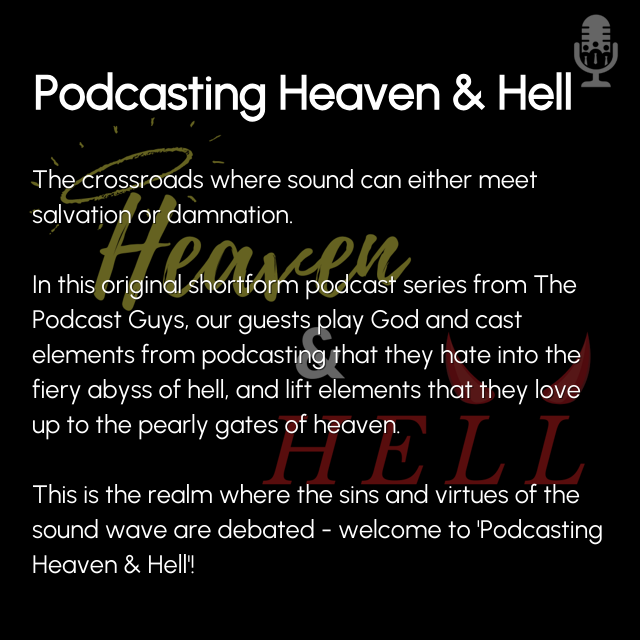 Podcasting Heaven & Hell
The crossroads where sound can either meet
salvation or damnation.
In this original shortform podcast series from The
Podcast Guys, our guests play God and cast
elements from podcasting that they hate into the
fiery abyss of hell, and lift elements that they love
up to the pearly gates of heaven.
This is the realm where the sins and virtues of the
sound wave are debated - welcome to 'Podcasting
Heaven & Hell'!
Heaven
&
HELL